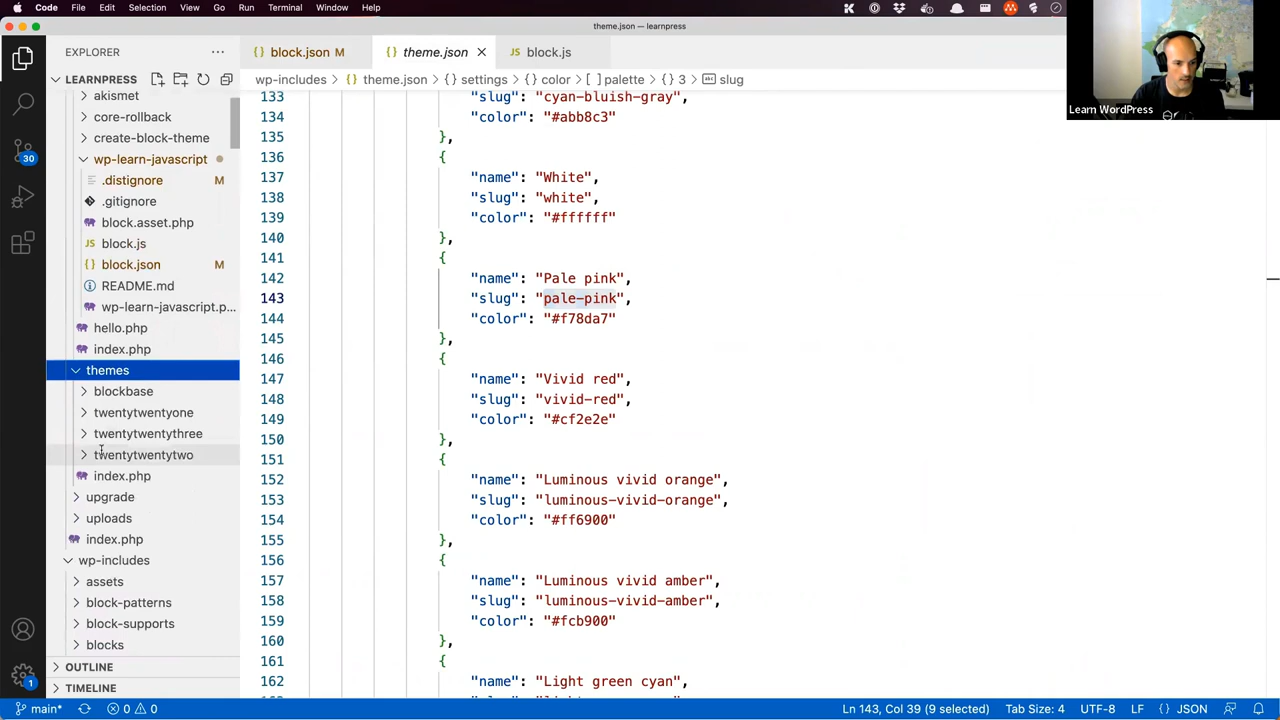 Code File Edit Selection View Go Run Terminal Window Help
theme.json — learnpress
EXPLORER
block.json M
theme.json
block.js
Learn WordPress
LEARNPRESS
wp-includes > theme.json > settings > color > palette > 3 > slug
akismet
core-rollback
create-block-theme
wp-learn-javascript
.distignore M
.gitignore
block.asset.php
block.js
block.json M
README.md
wp-learn-javascript.p...
hello.php
index.php
themes
blockbase
twentytwentyone
twentytwentythree
twentytwentytwo
index.php
upgrade
uploads
index.php
wp-includes
assets
block-patterns
block-supports
blocks
OUTLINE
TIMELINE
30
1
133 "slug": "cyan-bluish-gray",
134 "color": "#abb8c3"
135 },
136 {
137 "name": "White",
138 "slug": "white",
139 "color": "#ffffff"
140 },
141 {
142 "name": "Pale pink",
143 "slug": "pale-pink",
144 "color": "#f78da7"
145 },
146 {
147 "name": "Vivid red",
148 "slug": "vivid-red",
149 "color": "#cf2e2e"
150 },
151 {
152 "name": "Luminous vivid orange",
153 "slug": "luminous-vivid-orange",
154 "color": "#ff6900"
155 },
156 {
157 "name": "Luminous vivid amber",
158 "slug": "luminous-vivid-amber",
159 "color": "#fcb900"
160 },
161 {
162 "name": "Light green cyan",
main* 0 0 Ln 143, Col 39 (9 selected) Tab Size: 4 UTF-8 LF {} JSON